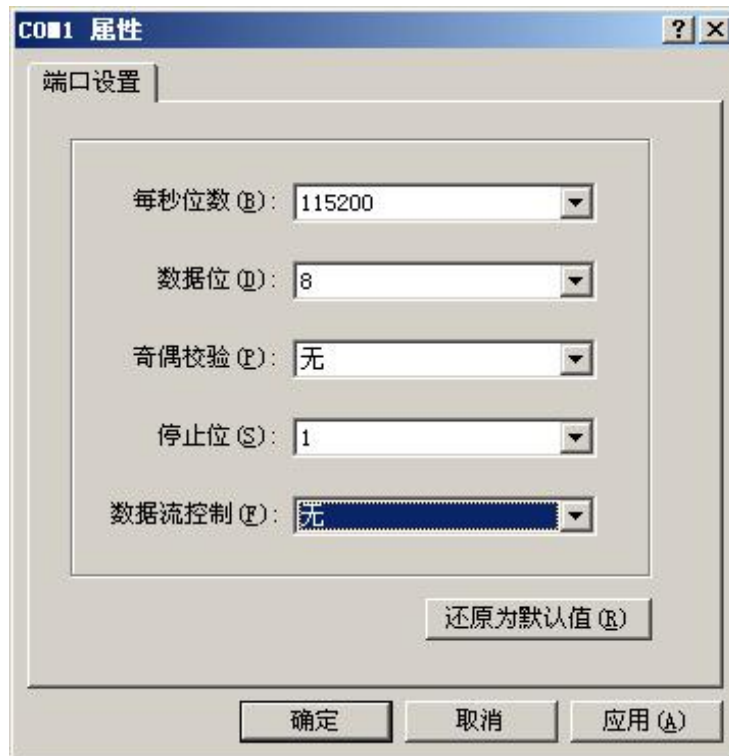 COM1 属性
端口设置
每秒位数(B): 115200
数据位(D): 8
奇偶校验(P): 无
停止位(S): 1
数据流控制(F): 无
还原为默认值(R)
确定 取消 应用(A)